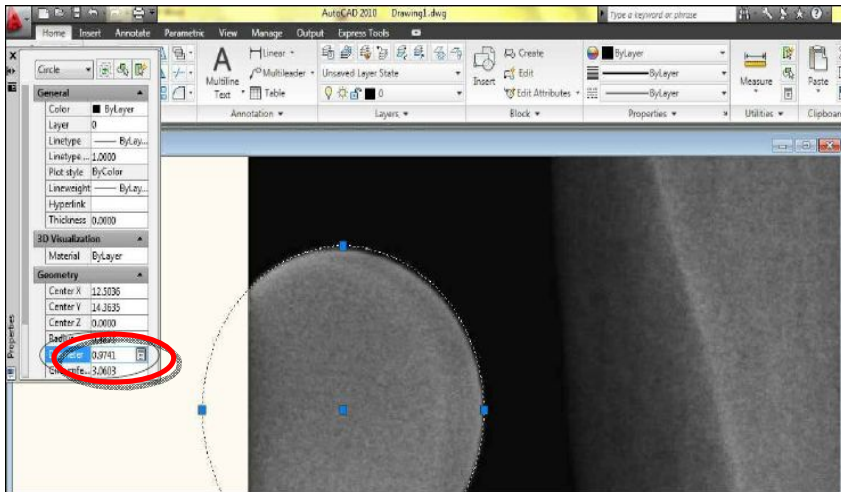 AutoCAD 2010 Drawing1.dwg
Type a keyword or phrase
Home Insert Annotate Parametric View Manage Output Express Tools
Linear
Multileader
Table
Multiline
Text
Unsaved Layer State
0
Insert
Create
Edit
Edit Attributes
ByLayer
ByLayer
ByLayer
Measure
Paste
Annotation
Layers
Block
Properties
Utilities
Clipboar
Circle
General
Color ByLayer
Layer 0
Linetype ByLay...
Linetype... 1.0000
Plot style ByColor
Lineweight ByLay...
Hyperlink
Thickness 0.0000
3D Visualization
Material ByLayer
Geometry
Center X 12.5036
Center Y 14.3635
Center Z 0.0000
0.9741
3.0603
Properties